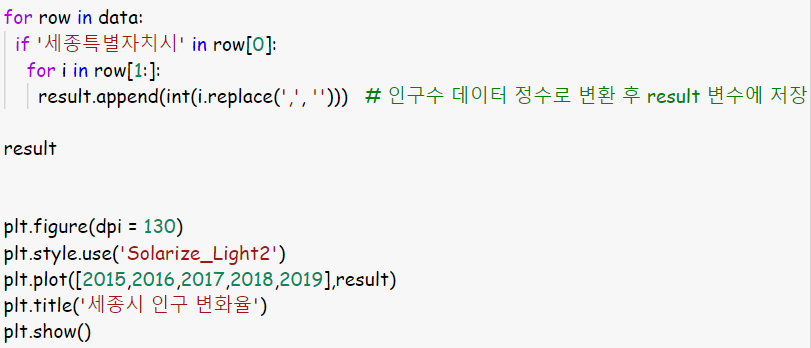 for row in data:
if '세종특별자치시' in row[0]:
for i in row[1:]:
result.append(int(i.replace(',', ''))) # 인구수 데이터 정수로 변환 후 result 변수에 저장
result
plt.figure(dpi = 130)
plt.style.use('Solarize_Light2')
plt.plot([2015,2016,2017,2018,2019],result)
plt.title('세종시 인구 변화율')
plt.show()